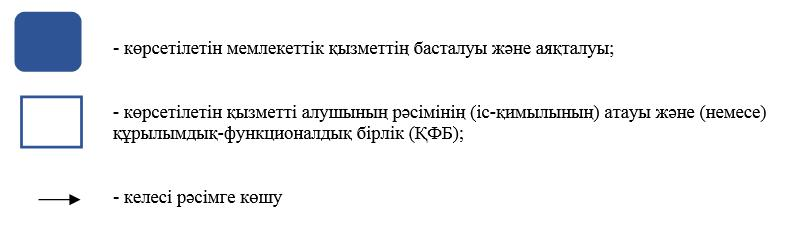 - көрсетілетін мемлекеттік қызметтің басталуы және аяқталуы;
- көрсетілетін қызметті алушының рәсімінің (іс-қимылының) атауы және (немесе)
құрылымдық-функционалдық бірлік (ҚФБ);
- келесі рәсімге көшу